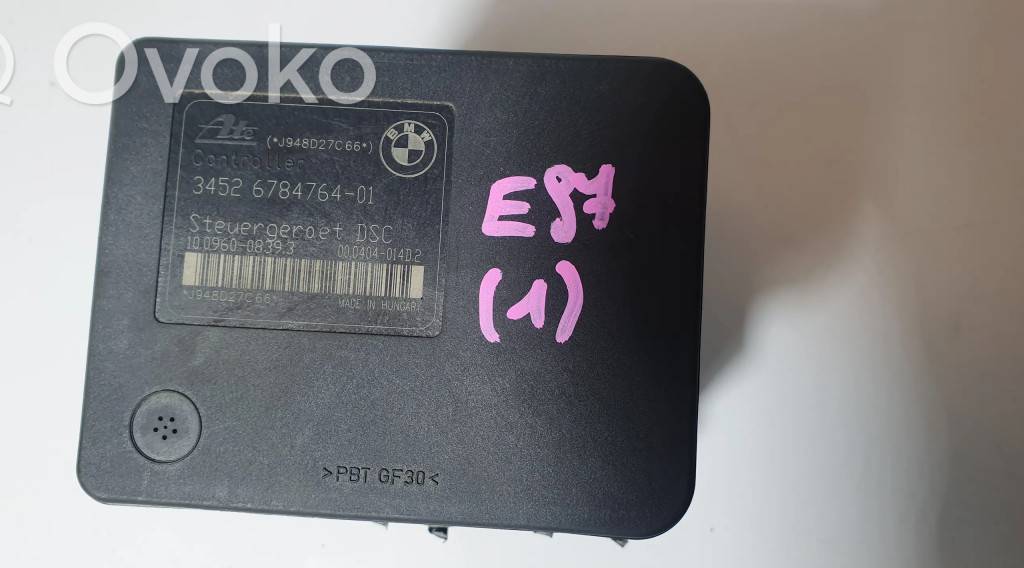 Ovoko
Ate
(*J948D27C66*)
BMW
Controller
3452 6784764-01
Steuergeraet DSC
10.0960-0839.3 00.0404-014D.2
J948D27C66*
MADE IN HUNGARY
E87
(1)
>PBT GF30<